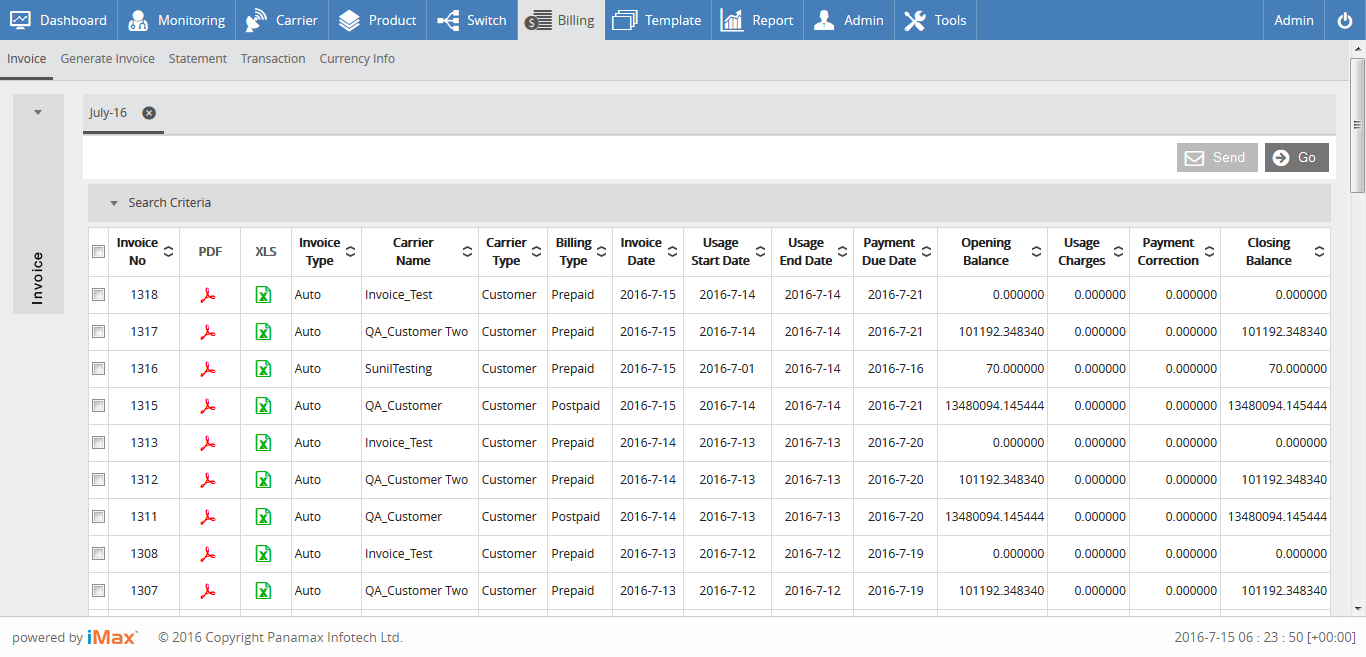 Dashboard Monitoring Carrier Product Switch Billing Template Report Admin Tools Admin
Invoice Generate Invoice Statement Transaction Currency Info
Invoice
July-16
Send Go
Search Criteria
Invoice No PDF XLS Invoice Type Carrier Name Carrier Type Billing Type Invoice Date Usage Start Date Usage End Date Payment Due Date Opening Balance Usage Charges Payment Correction Closing Balance
1318 Auto Invoice_Test Customer Prepaid 2016-7-15 2016-7-14 2016-7-14 2016-7-21 0.000000 0.000000 0.000000 0.000000
1317 Auto QA_Customer Two Customer Prepaid 2016-7-15 2016-7-14 2016-7-14 2016-7-21 101192.348340 0.000000 0.000000 101192.348340
1316 Auto SunilTesting Customer Prepaid 2016-7-15 2016-7-01 2016-7-14 2016-7-16 70.000000 0.000000 0.000000 70.000000
1315 Auto QA_Customer Customer Postpaid 2016-7-15 2016-7-14 2016-7-14 2016-7-21 13480094.145444 0.000000 0.000000 13480094.145444
1313 Auto Invoice_Test Customer Prepaid 2016-7-14 2016-7-13 2016-7-13 2016-7-20 0.000000 0.000000 0.000000 0.000000
1312 Auto QA_Customer Two Customer Prepaid 2016-7-14 2016-7-13 2016-7-13 2016-7-20 101192.348340 0.000000 0.000000 101192.348340
1311 Auto QA_Customer Customer Postpaid 2016-7-14 2016-7-13 2016-7-13 2016-7-20 13480094.145444 0.000000 0.000000 13480094.145444
1308 Auto Invoice_Test Customer Prepaid 2016-7-13 2016-7-12 2016-7-12 2016-7-19 0.000000 0.000000 0.000000 0.000000
1307 Auto QA_Customer Two Customer Prepaid 2016-7-13 2016-7-12 2016-7-12 2016-7-19 101192.348340 0.000000 0.000000 101192.348340
powered by iMax © 2016 Copyright Panamax Infotech Ltd. 2016-7-15 06 : 23 : 50 [+00:00]